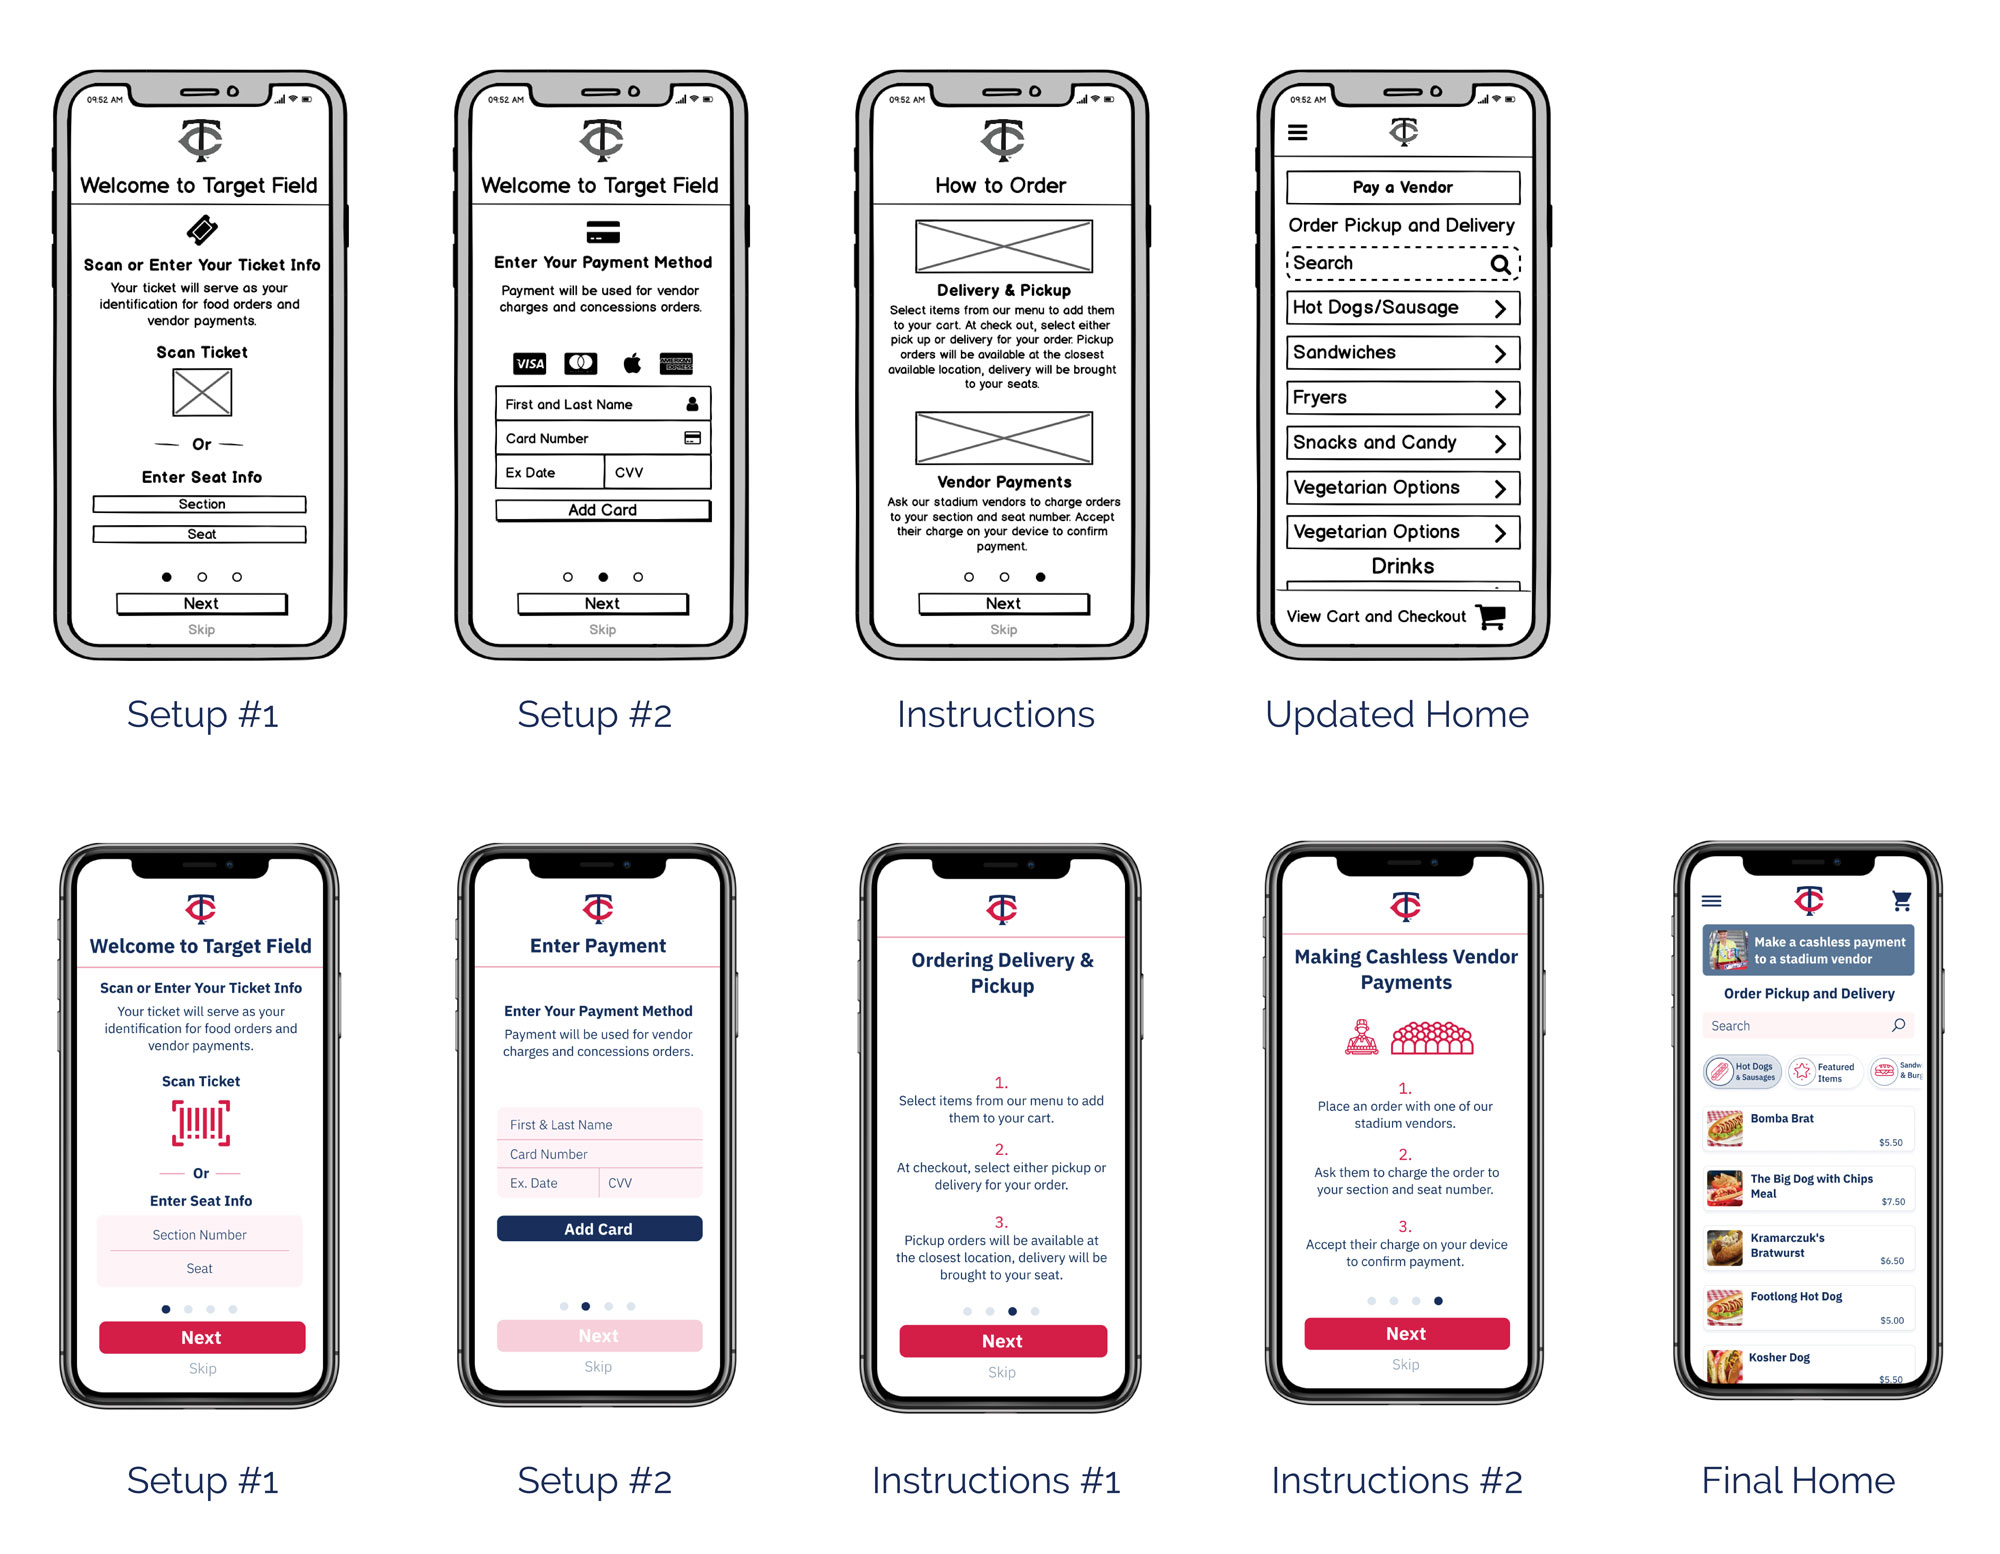 09:52 AM
Welcome to Target Field
Scan or Enter Your Ticket Info
Your ticket will serve as your
identification for food orders and
vendor payments.
Scan Ticket
Or
Enter Seat Info
Section
Seat
Next
Skip
Setup #1
09:52 AM
Welcome to Target Field
Enter Your Payment Method
Payment will be used for vendor
charges and concessions orders.
VISA
AMERICAN
EXPRESS
First and Last Name
Card Number
Ex Date
CVV
Add Card
Next
Skip
Setup #2
09:52 AM
How to Order
Delivery & Pickup
Select items from our menu to add them
to your cart. At check out, select either
pick up or delivery for your order. Pickup
orders will be available at the closest
available location, delivery will be brought
to your seats.
Vendor Payments
Ask our stadium vendors to charge orders
to your section and seat number. Accept
their charge on your device to confirm
payment.
Next
Skip
Instructions
09:52 AM
Pay a Vendor
Order Pickup and Delivery
Search
Hot Dogs/Sausage
Sandwiches
Fryers
Snacks and Candy
Vegetarian Options
Vegetarian Options
Drinks
View Cart and Checkout
Updated Home
Welcome to Target Field
Scan or Enter Your Ticket Info
Your ticket will serve as your
identification for food orders and
vendor payments.
Scan Ticket
Or
Enter Seat Info
Section Number
Seat
Next
Skip
Setup #1
Enter Payment
Enter Your Payment Method
Payment will be used for vendor
charges and concessions orders.
First & Last Name
Card Number
Ex. Date
CVV
Add Card
Next
Skip
Setup #2
Ordering Delivery &
Pickup
1.
Select items from our menu to add
them to your cart.
2.
At checkout, select either pickup or
delivery for your order.
3.
Pickup orders will be available at
the closest location, delivery will be
brought to your seat.
Next
Skip
Instructions #1
Making Cashless Vendor
Payments
1.
Place an order with one of our
stadium vendors.
2.
Ask them to charge the order to
your section and seat number.
3.
Accept their charge on your device
to confirm payment.
Next
Skip
Instructions #2
Make a cashless payment
to a stadium vendor
Order Pickup and Delivery
Search
Hot Dogs
& Sausages
Featured
Items
Sandw
& Burg
Bomba Brat
$5.50
The Big Dog with Chips
Meal
$7.50
Kramarczuk's
Bratwurst
$6.50
Footlong Hot Dog
$5.00
Kosher Dog
$5.50
Final Home